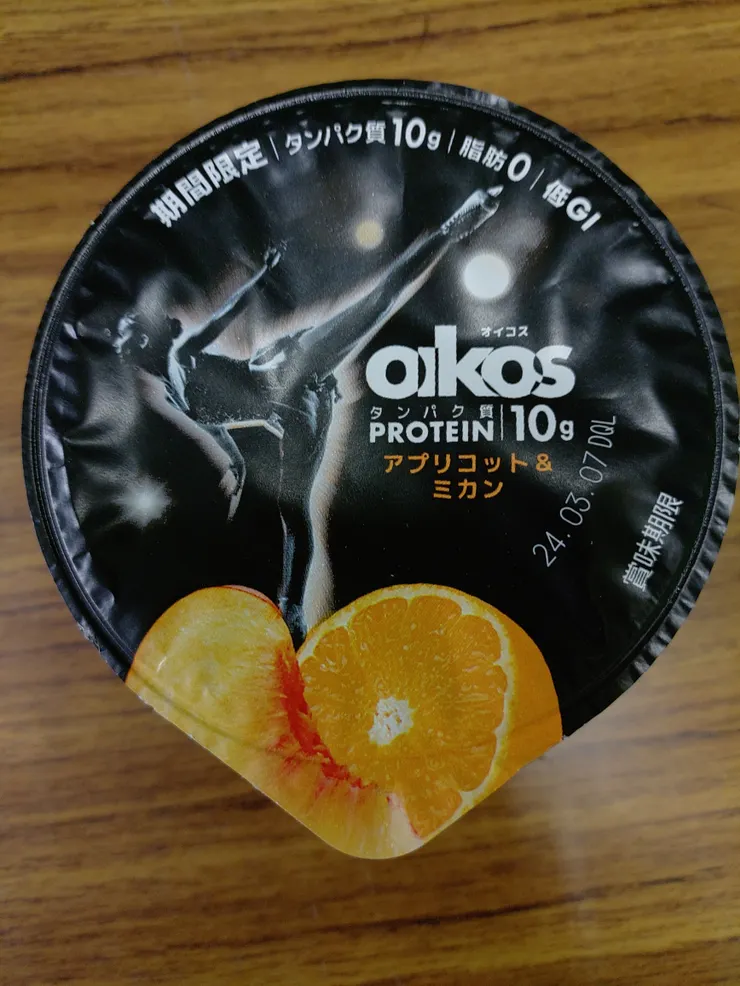 期間限定 | タンパク質10g | 脂肪0 | 低GI
オイコス
oikos
タンパク質
PROTEIN | 10g
アプリコット&
ミカン
24.03.07 DQL
賞味期限